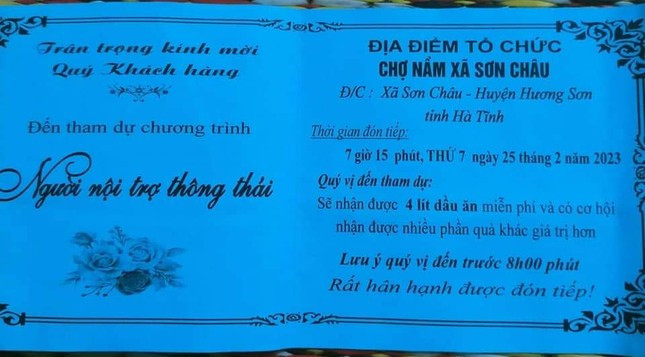 Trân trọng kính mời
Quý Khách hàng
Đến tham dự chương trình
Người nội trợ thông thái
ĐỊA ĐIỂM TỔ CHỨC
CHỢ NẦM XÃ SƠN CHÂU
Đ/C : Xã Sơn Châu - Huyện Hương Sơn
tỉnh Hà Tĩnh
Thời gian đón tiếp:
7 giờ 15 phút, THỨ 7 ngày 25 tháng 2 năm 2023
Quý vị đến tham dự:
Sẽ nhận được 4 lít dầu ăn miễn phí và có cơ hội
nhận được nhiều phần quà khác giá trị hơn
Lưu ý quý vị đến trước 8h00 phút
Rất hân hạnh được đón tiếp!